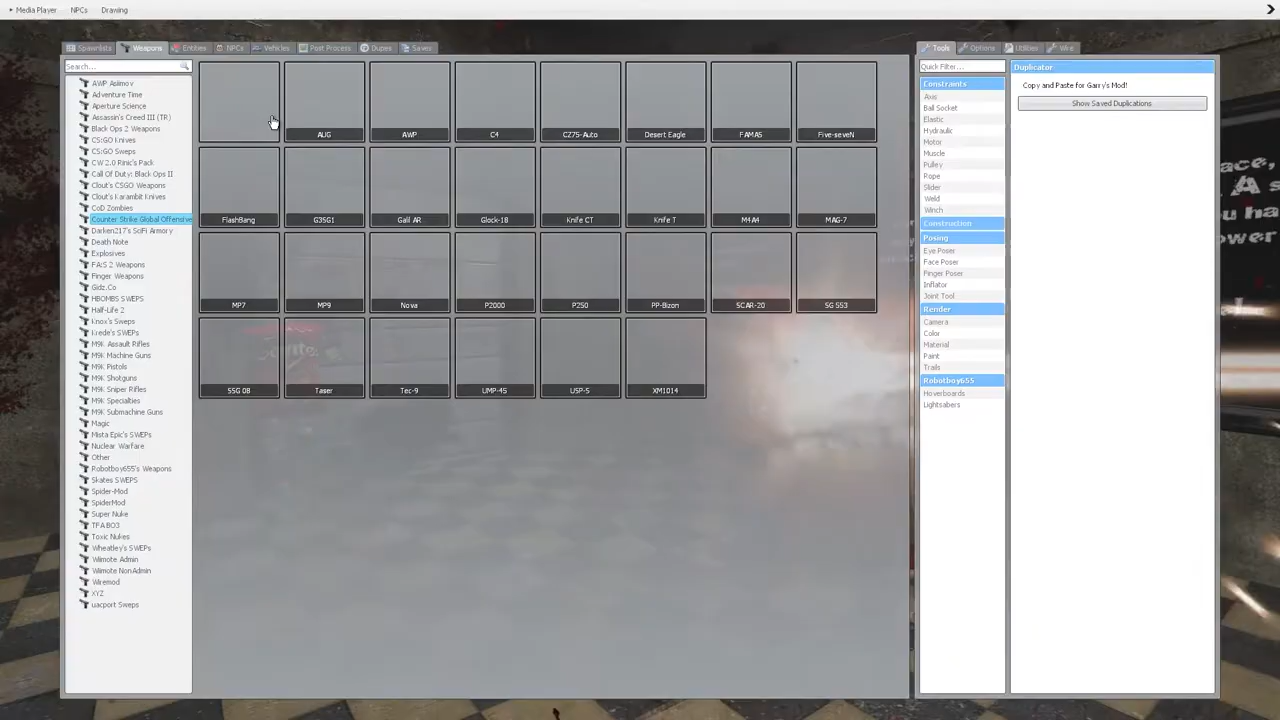 Media Player NPCs Drawing
Spawnlists Weapons Entities NPCs Vehicles Post Process Dupes Saves
Search...
AWP Asiimov
Adventure Time
Aperture Science
Assassin's Creed III (TR)
Black Ops 2 Weapons
CS:GO Knives
CS:GO Sweps
CW 2.0 Rinic's Pack
Call Of Duty: Black Ops II
Clout's CSGO Weapons
Clout's Karambit Knives
CoD Zombies
Counter Strike Global Offensive
Darken217's SciFi Armory
Death Note
Explosives
FA:S 2 Weapons
Finger Weapons
Gidz.Co
HBOMBS SWEPS
Half-Life 2
Knox's Sweps
Krede's SWEPs
M9K Assault Rifles
M9K Machine Guns
M9K Pistols
M9K Shotguns
M9K Sniper Rifles
M9K Specialties
M9K Submachine Guns
Magic
Mista Epic's SWEPs
Nuclear Warfare
Other
Robotboy655's Weapons
Skates SWEPS
Spider-Mod
SpiderMod
Super Nuke
TFA BO3
Toxic Nukes
Wheatley's SWEPs
Wiimote Admin
Wiimote NonAdmin
Wiremod
XYZ
uacport Sweps
AUG AWP C4 CZ75-Auto Desert Eagle FAMAS Five-seveN
FlashBang G3SG1 Galil AR Glock-18 Knife CT Knife T M4A4 MAG-7
MP7 MP9 Nova P2000 P250 PP-Bizon SCAR-20 SG 553
SSG 08 Taser Tec-9 UMP-45 USP-S XM1014
Tools Options Utilities Wire
Quick Filter...
Constraints
Axis
Ball Socket
Elastic
Hydraulic
Motor
Muscle
Pulley
Rope
Slider
Weld
Winch
Construction
Posing
Eye Poser
Face Poser
Finger Poser
Inflator
Joint Tool
Render
Camera
Color
Material
Paint
Trails
Robotboy655
Hoverboards
Lightsabers
Duplicator
Copy and Paste for Garry's Mod!
Show Saved Duplications